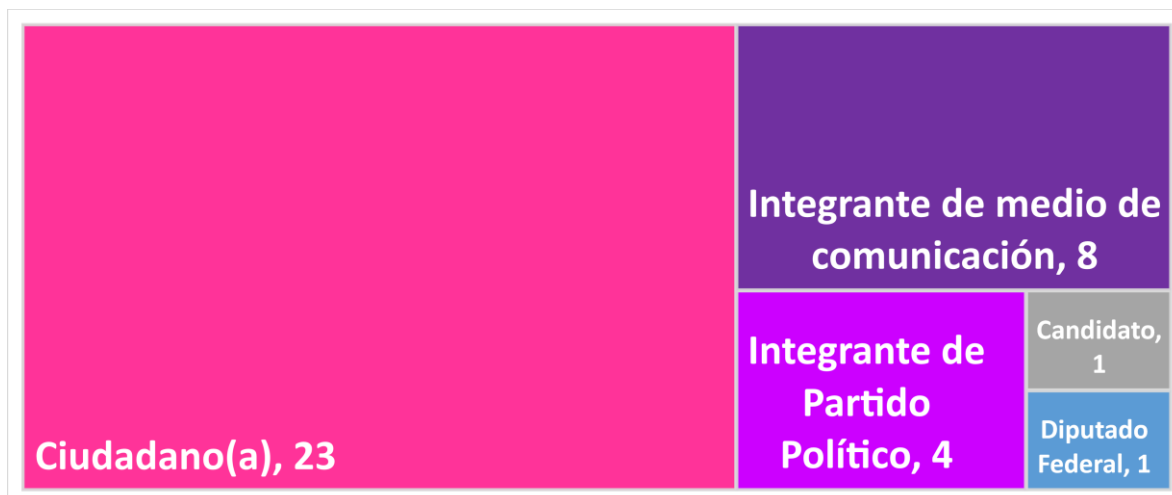 Ciudadano(a), 23
Integrante de medio de
comunicación, 8
Integrante de
Partido
Político, 4
Candidato,
1
Diputado
Federal, 1